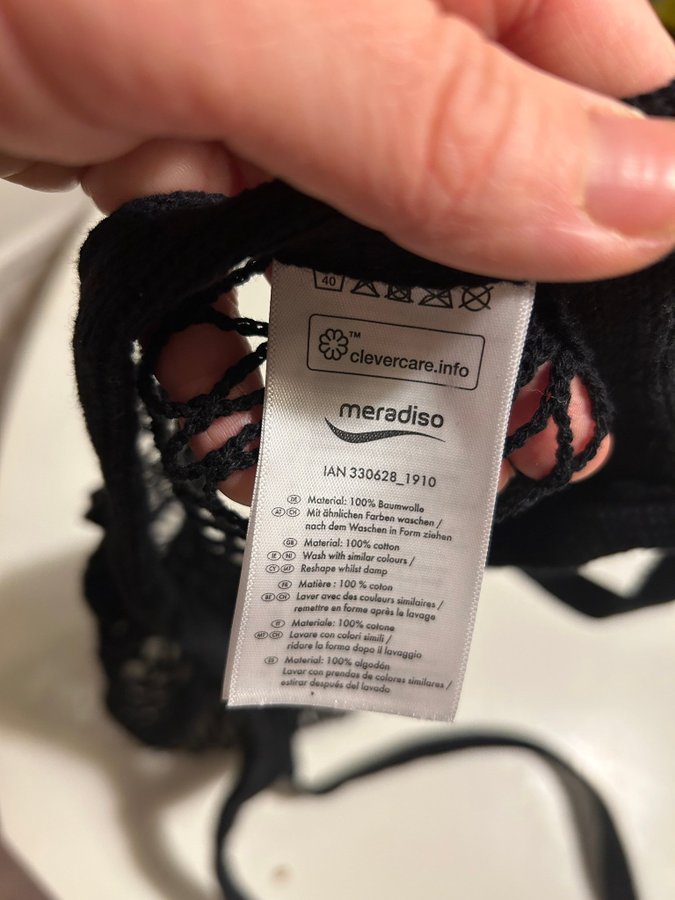 40
™
clevercare.info
meradiso
IAN 330628_1910
DE Material: 100% Baumwolle
AT CH Mit ähnlichen Farben waschen /
nach dem Waschen in Form ziehen
GB Material: 100% cotton
IE NI Wash with similar colours /
CY MT Reshape whilst damp
FR Matière : 100 % coton
BE CH Laver avec des couleurs similaires /
remettre en forme après le lavage
IT Materiale: 100% cotone
MT CH Lavare con colori simili /
ridare la forma dopo il lavaggio
ES Material: 100% algodón
Lavar con prendas de colores similares /
estirar después del lavado